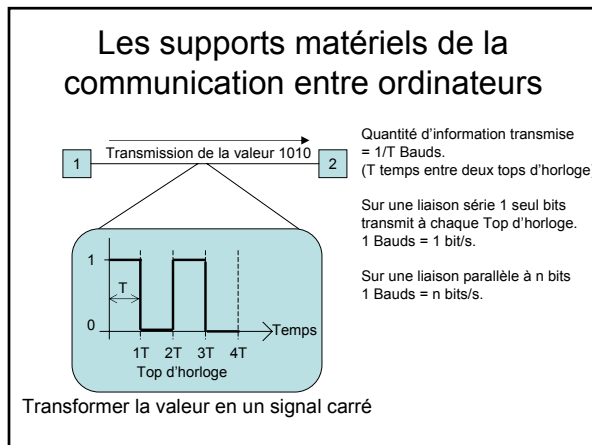 Les supports matériels de la
communication entre ordinateurs
Transmission de la valeur 1010
1
2
Quantité d'information transmise
= 1/T Bauds.
(T temps entre deux tops d'horloge)
Sur une liaison série 1 seul bits
transmit à chaque Top d'horloge.
1 Bauds = 1 bit/s.
Sur une liaison parallèle à n bits
1 Bauds = n bits/s.
1
T
0
Temps
1T 2T 3T 4T
Top d'horloge
Transformer la valeur en un signal carré